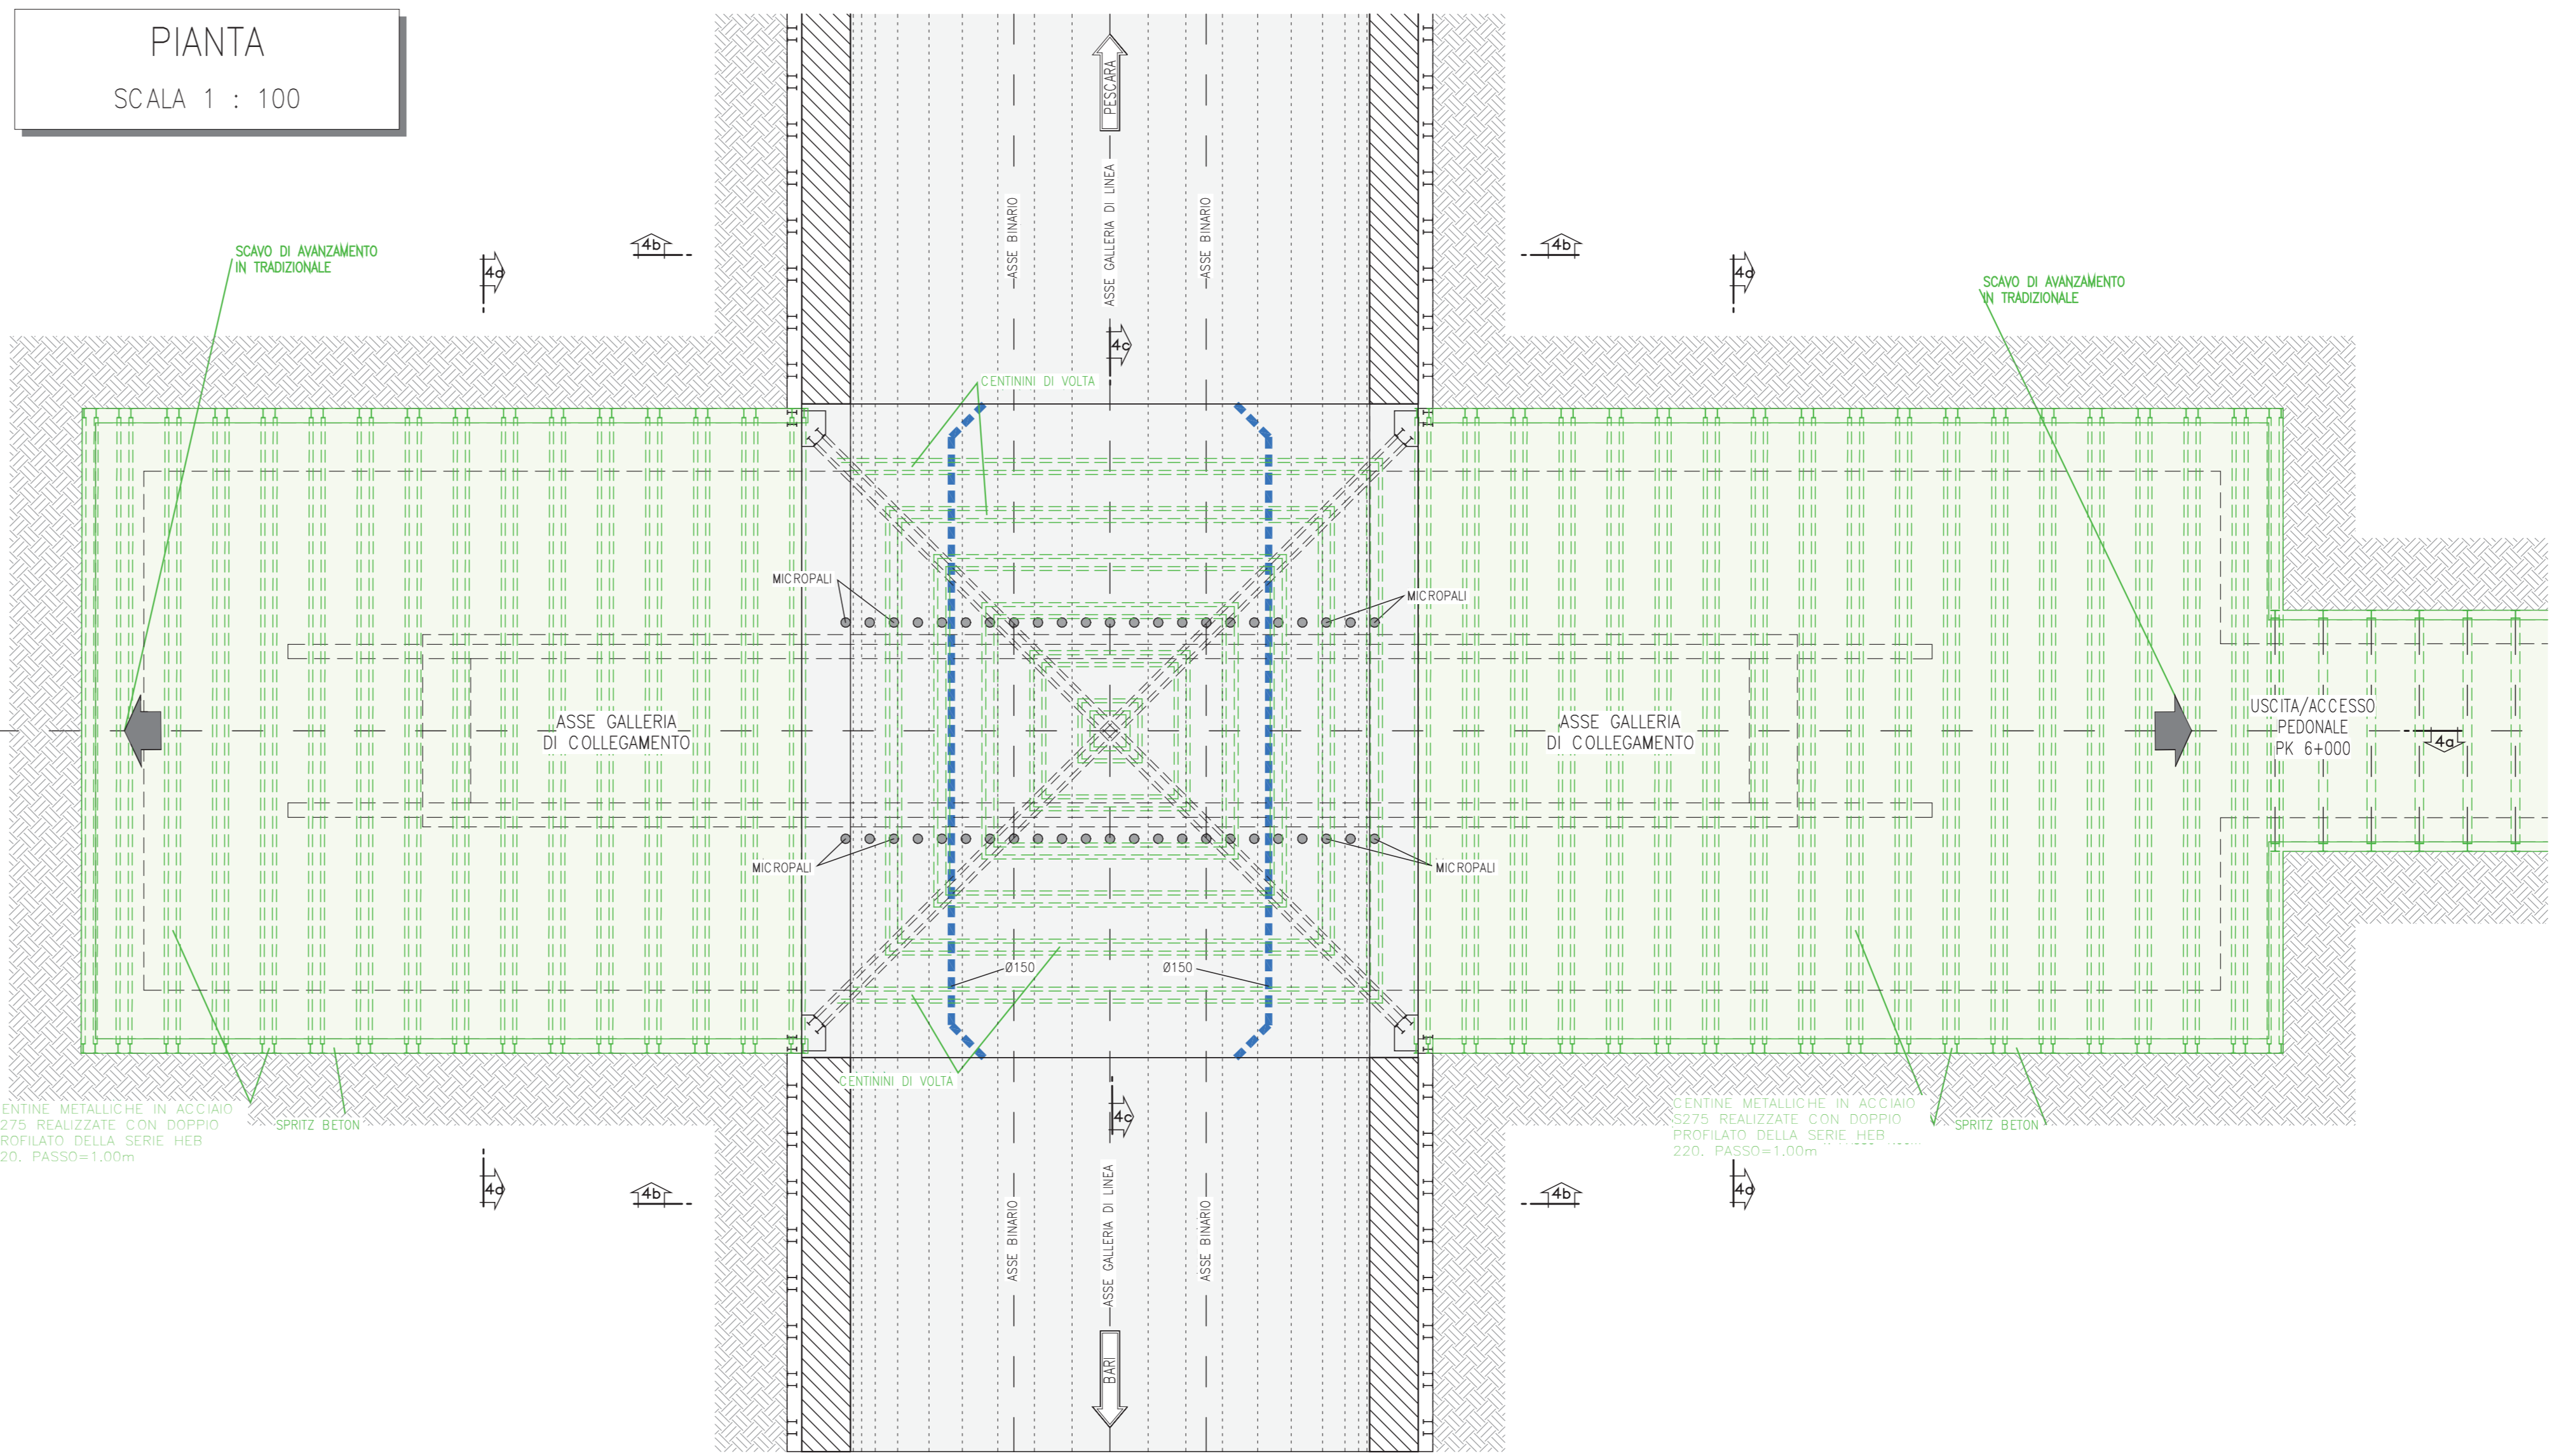 PIANTA
SCALA 1 : 100
PESCARA
ASSE BINARIO
ASSE GALLERIA DI LINEA
ASSE BINARIO
SCAVO DI AVANZAMENTO
IN TRADIZIONALE
4d
4b
4b
4d
SCAVO DI AVANZAMENTO
IN TRADIZIONALE
4c
CENTININI DI VOLTA
MICROPALI
MICROPALI
ASSE GALLERIA
DI COLLEGAMENTO
ASSE GALLERIA
DI COLLEGAMENTO
USCITA/ACCESSO
PEDONALE
PK 6+000
4a
MICROPALI
MICROPALI
Ø150
Ø150
CENTININI DI VOLTA
ENTINE METALLICHE IN ACCIAIO
275 REALIZZATE CON DOPPIO
ROFILATO DELLA SERIE HEB
20. PASSO=1.00m
SPRITZ BETON
4c
CENTINE METALLICHE IN ACCIAIO
S275 REALIZZATE CON DOPPIO
PROFILATO DELLA SERIE HEB
220. PASSO=1.00m
SPRITZ BETON
4d
4b
4b
4d
ASSE BINARIO
ASSE GALLERIA DI LINEA
ASSE BINARIO
BARI